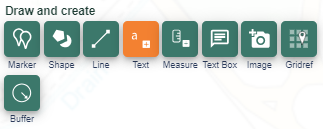 Draw and create
a
Marker Shape Line Text Measure Text Box Image Gridref
Buffer